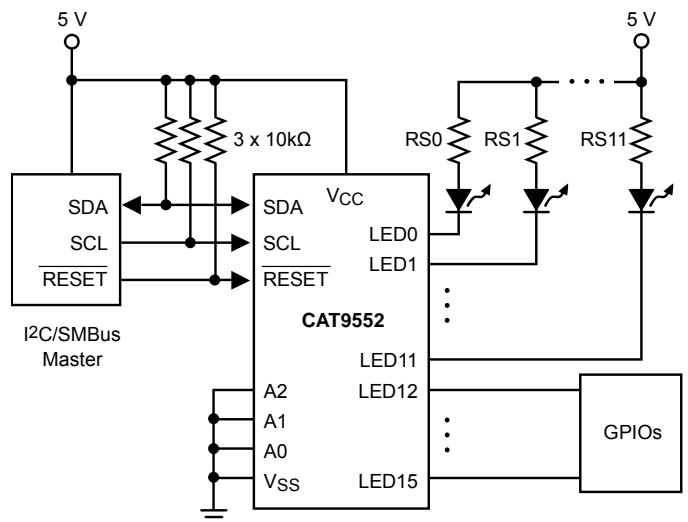 5 V
5 V
3 x 10kΩ
RS0
RS1
RS11
VCC
SDA
SCL
RESET
SDA
SCL
RESET
LED0
LED1
I2C/SMBus
Master
CAT9552
LED11
A2
LED12
A1
A0
GPIOs
VSS
LED15